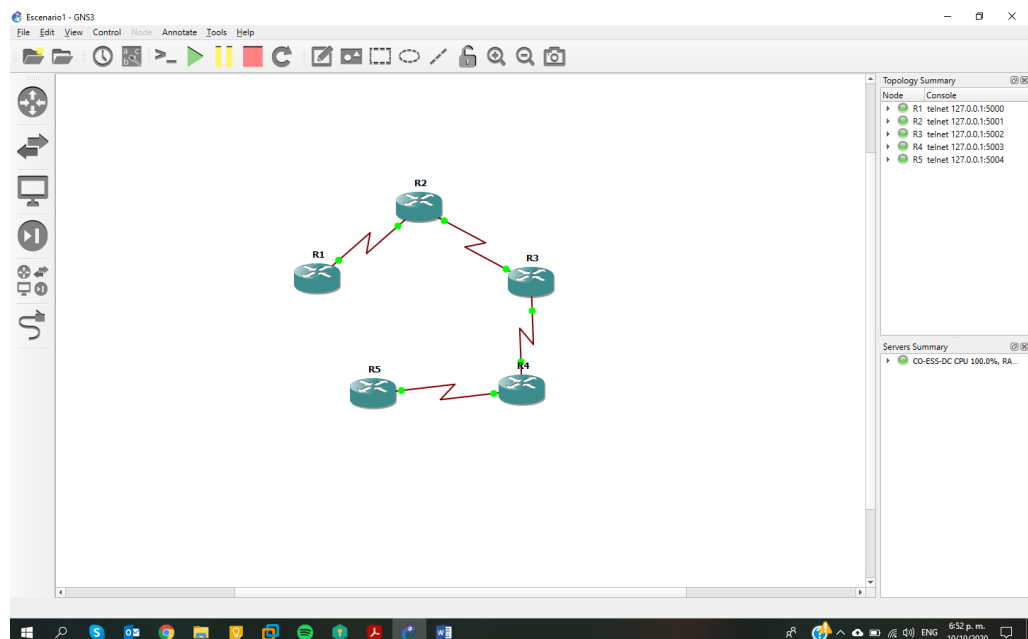 Escenario1 - GNS3
File Edit View Control Node Annotate Tools Help
Topology Summary
Node Console
R1 telnet 127.0.0.1:5000
R2 telnet 127.0.0.1:5001
R3 telnet 127.0.0.1:5002
R4 telnet 127.0.0.1:5003
R5 telnet 127.0.0.1:5004
R2
R1
R3
R5
R4
Servers Summary
CO-ESS-DC CPU 100.0%, RA...
ENG
6:52 p. m.
10/10/2020